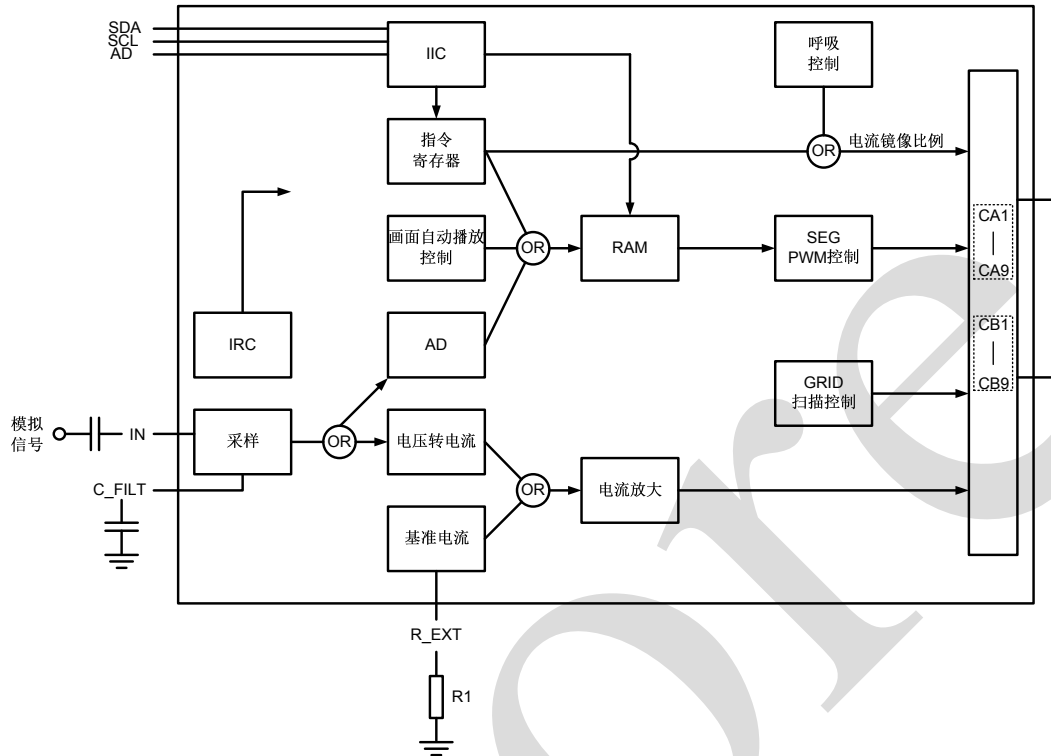 SDA
SCL
AD
IIC
呼吸
控制
指令
寄存器
OR
电流镜像比例
画面自动播放
控制
OR
RAM
SEG
PWM控制
CA1
CA9
CB1
CB9
IRC
AD
GRID
扫描控制
模拟
信号
IN
采样
OR
电压转电流
C_FILT
OR
电流放大
基准电流
R_EXT
R1
ore